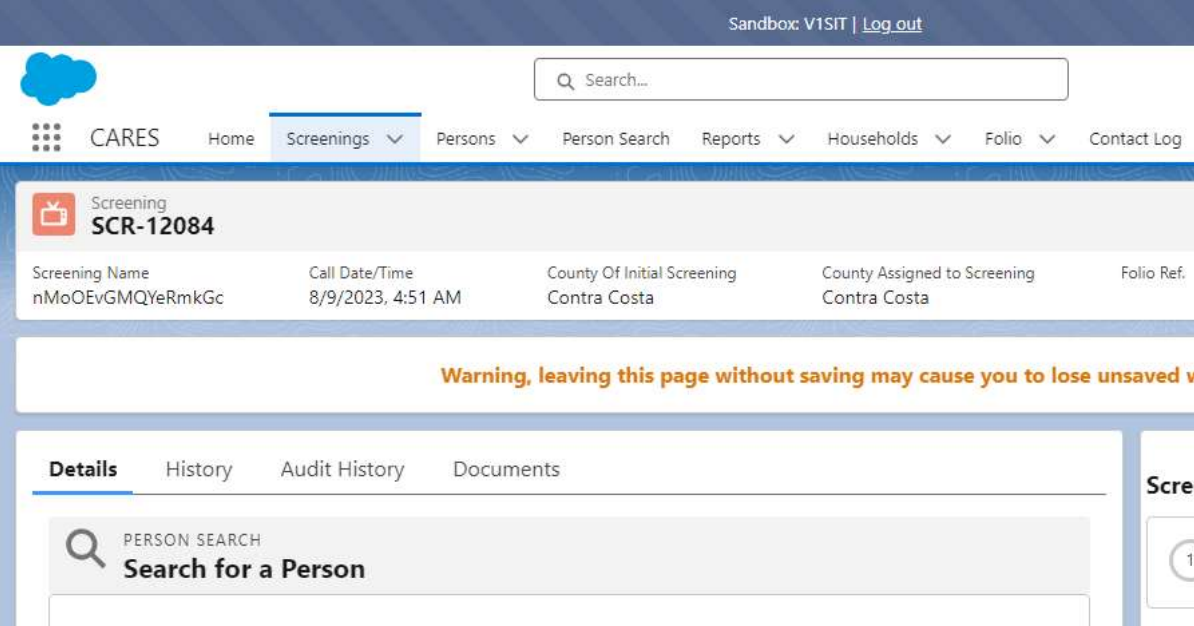 Sandbox: V1SIT | Log out
Search...
CARES Home Screenings Persons Person Search Reports Households Folio Contact Log
Screening
SCR-12084
Screening Name Call Date/Time County Of Initial Screening County Assigned to Screening Folio Ref.
nMoOEvGMQYeRmkGc 8/9/2023, 4:51 AM Contra Costa Contra Costa
Warning, leaving this page without saving may cause you to lose unsaved
Details History Audit History Documents
Scre
PERSON SEARCH
Search for a Person
1